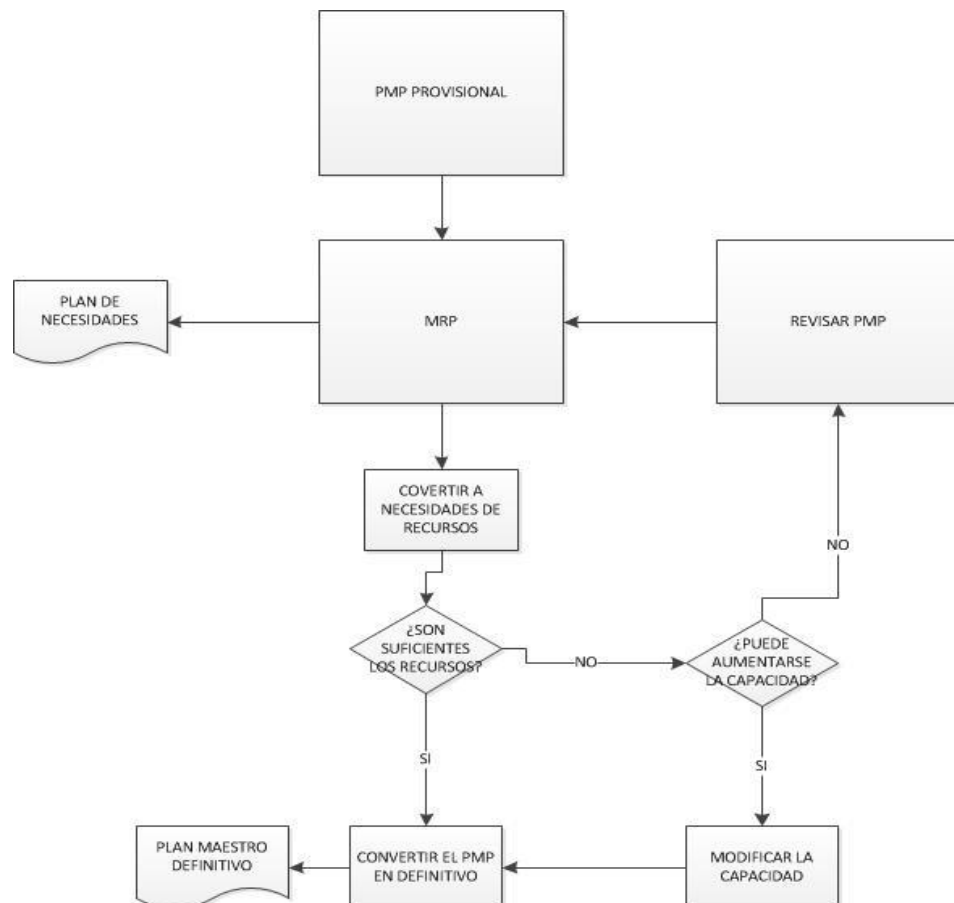 PMP PROVISIONAL
PLAN DE
NECESIDADES
MRP
REVISAR PMP
COVERTIR A
NECESIDADES DE
RECURSOS
NO
¿SON
SUFICIENTES
LOS RECURSOS?
NO
¿PUEDE
AUMENTARSE
LA CAPACIDAD?
SI
SI
PLAN MAESTRO
DEFINITIVO
CONVERTIR EL PMP
EN DEFINITIVO
MODIFICAR LA
CAPACIDAD